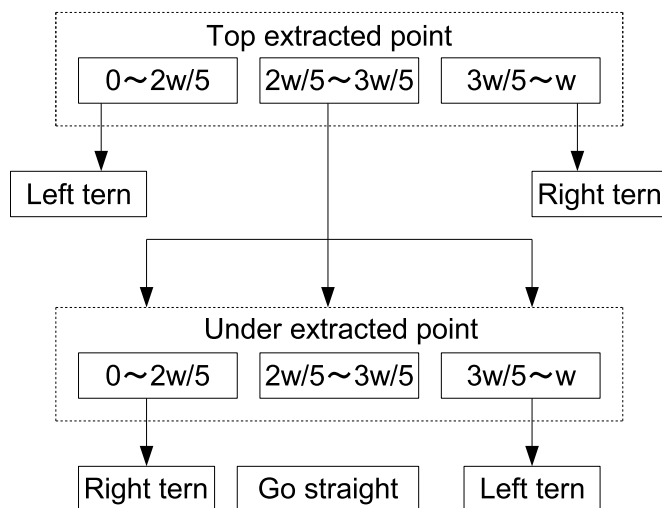 Top extracted point
0〜2w/5
2w/5〜3w/5
3w/5〜w
Left tern
Right tern
Under extracted point
0〜2w/5
2w/5〜3w/5
3w/5〜w
Right tern
Go straight
Left tern